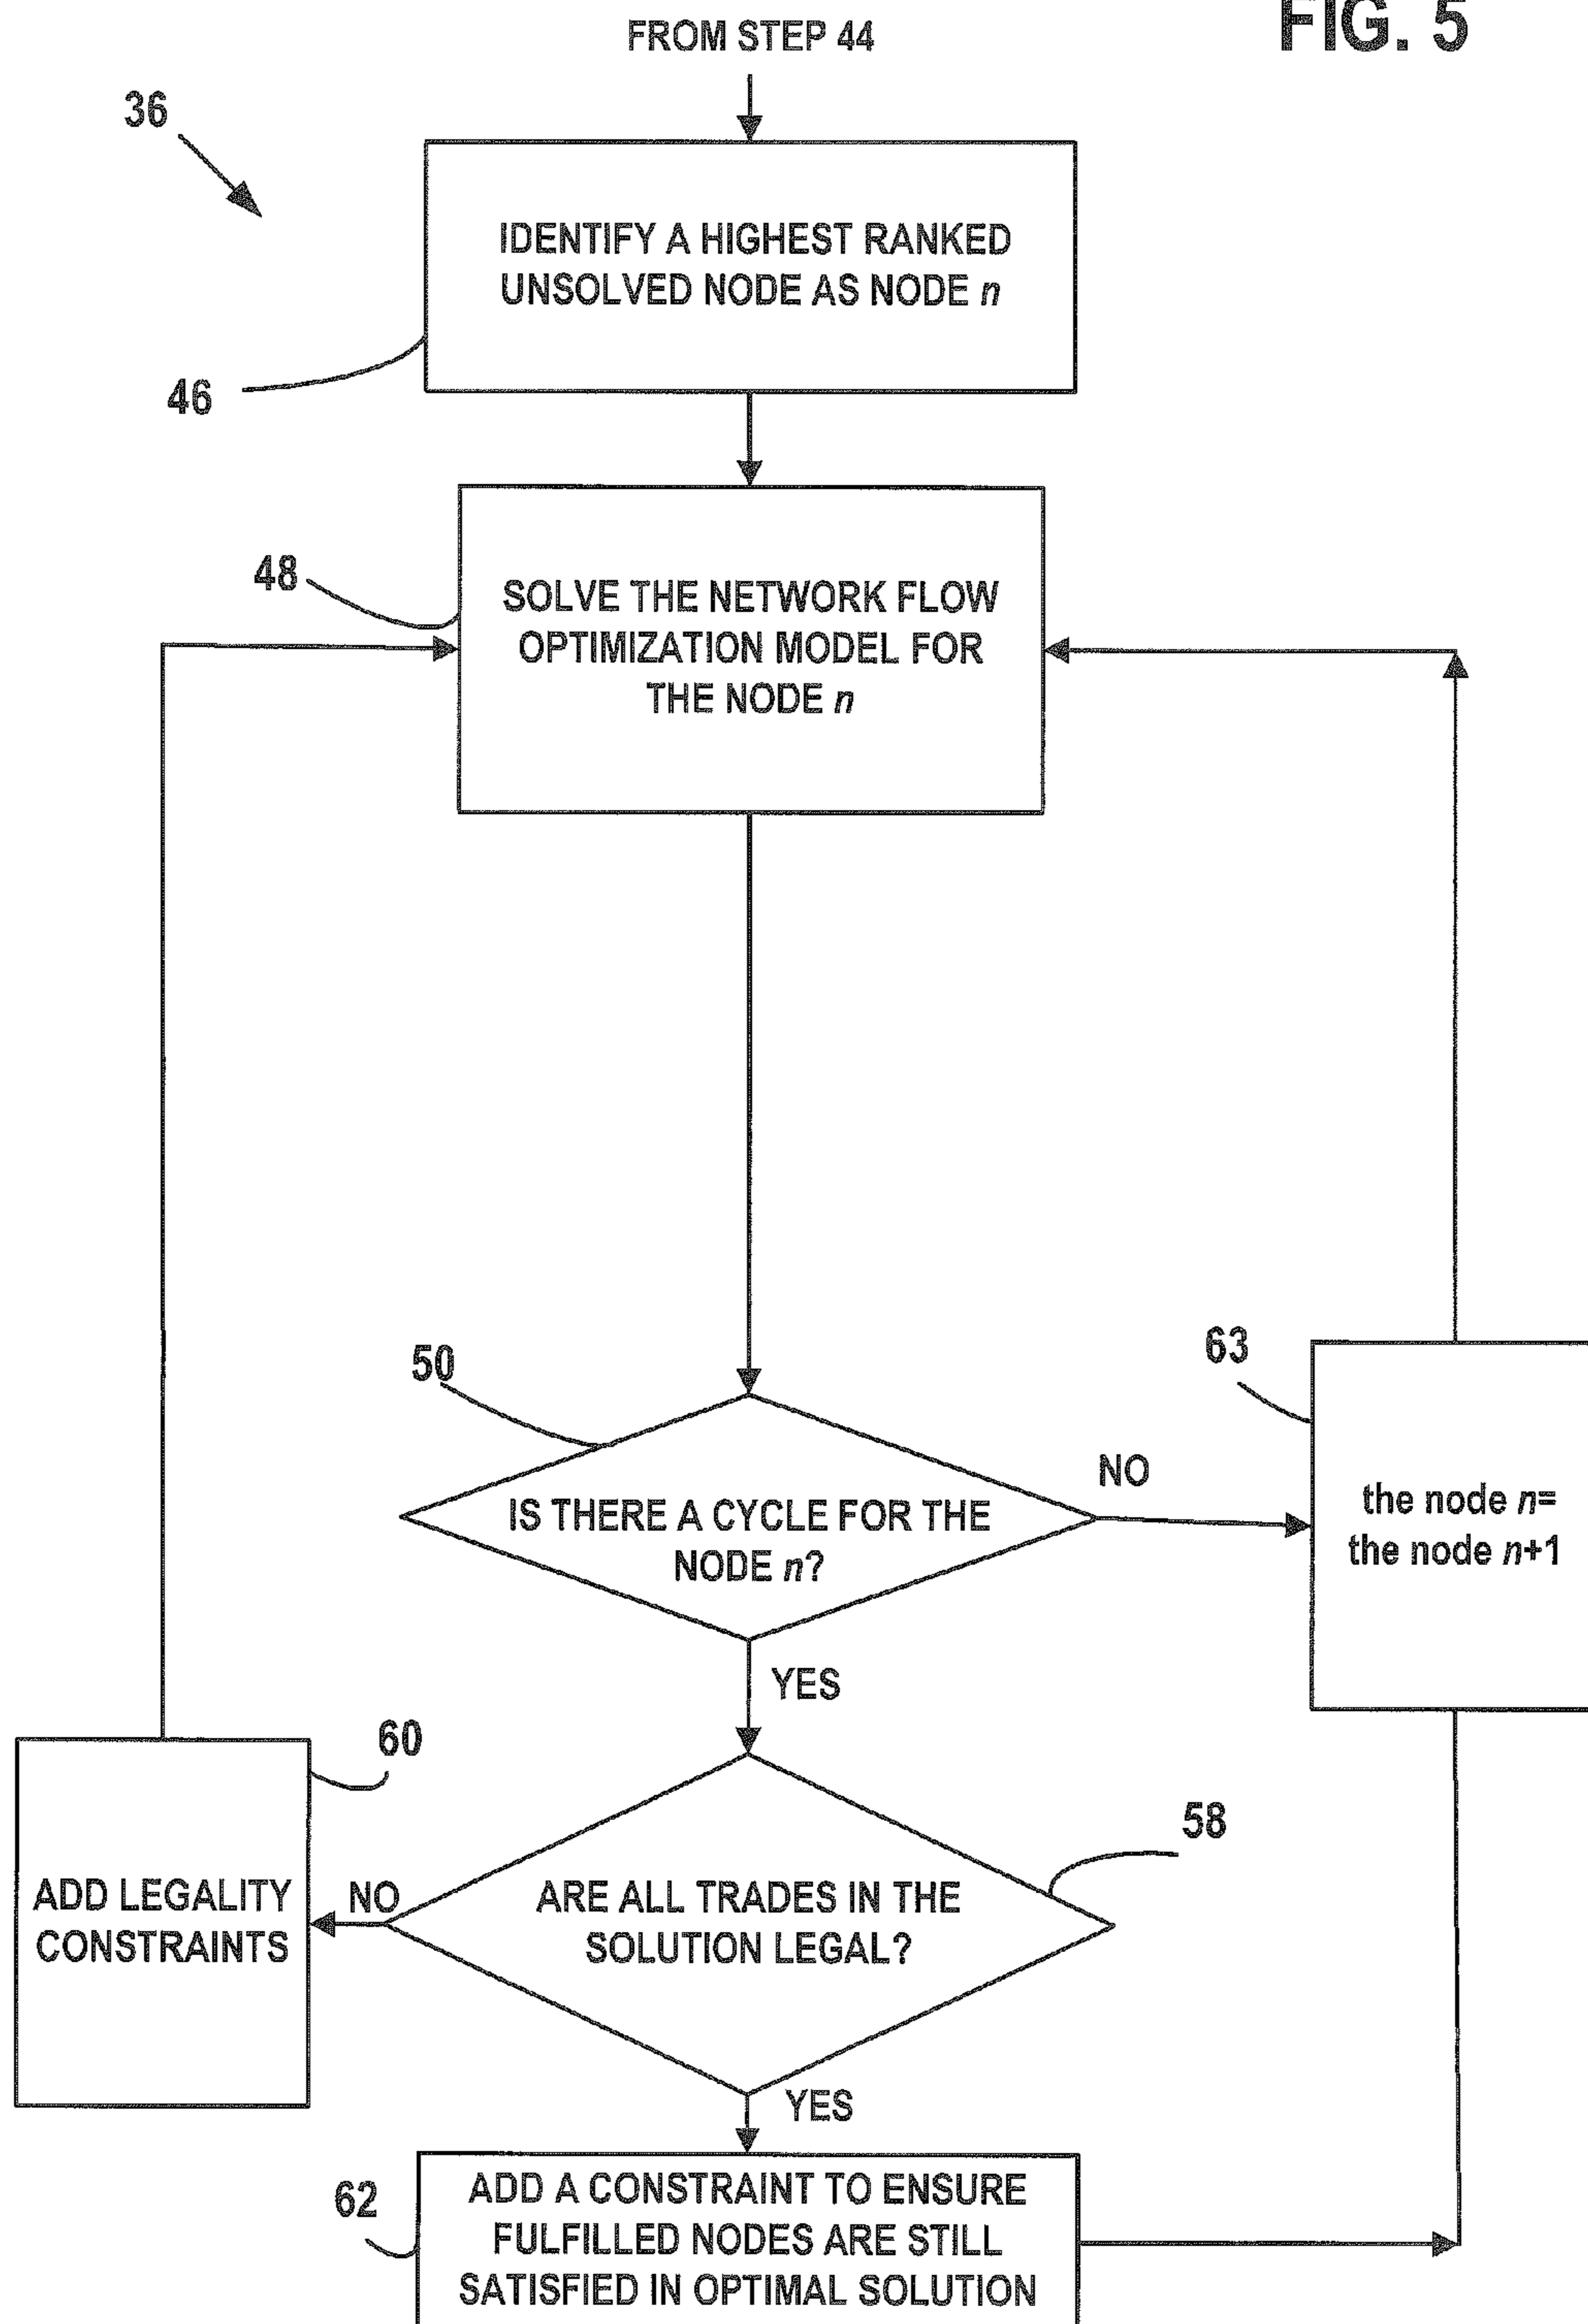 FIG. 5
FROM STEP 44
36
IDENTIFY A HIGHEST RANKED
UNSOLVED NODE AS NODE n
46
48
SOLVE THE NETWORK FLOW
OPTIMIZATION MODEL FOR
THE NODE n
50
63
IS THERE A CYCLE FOR THE
NODE n?
NO
the node n=
the node n+1
YES
60
58
ADD LEGALITY
CONSTRAINTS
NO
ARE ALL TRADES IN THE
SOLUTION LEGAL?
YES
62
ADD A CONSTRAINT TO ENSURE
FULFILLED NODES ARE STILL
SATISFIED IN OPTIMAL SOLUTION